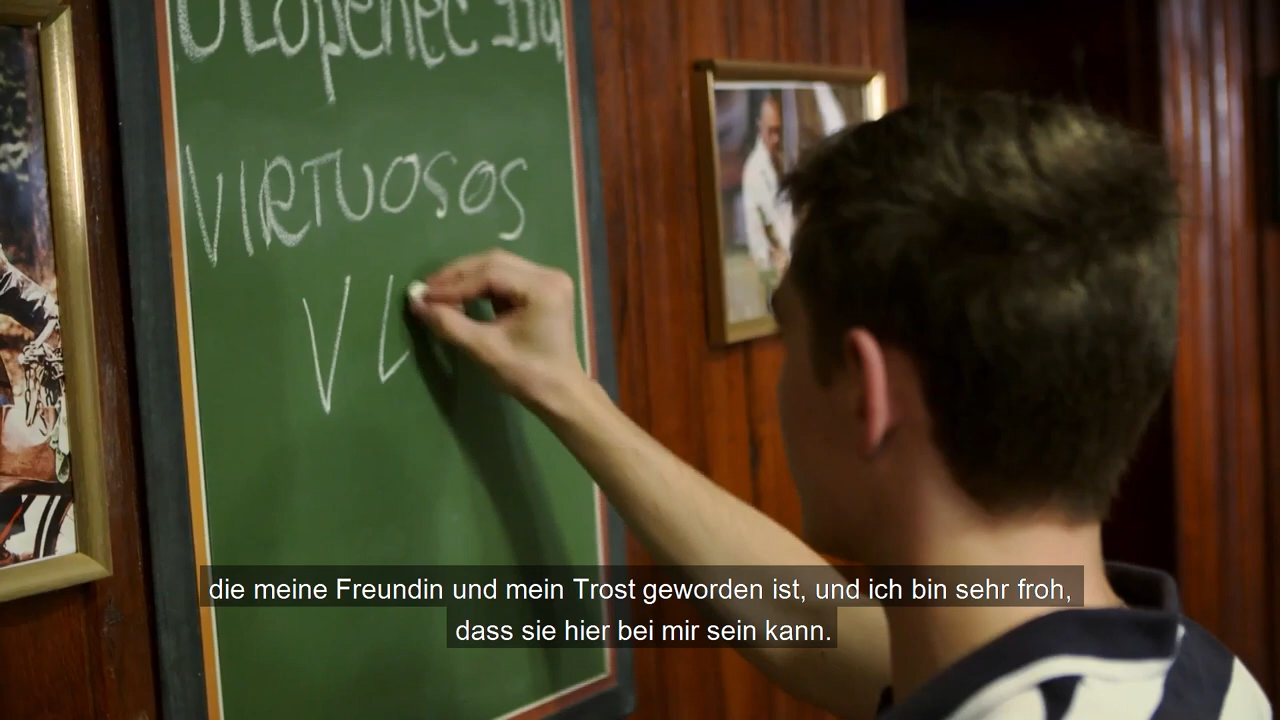 VIRTUOSOS
V L
die meine Freundin und mein Trost geworden ist, und ich bin sehr froh,
dass sie hier bei mir sein kann.